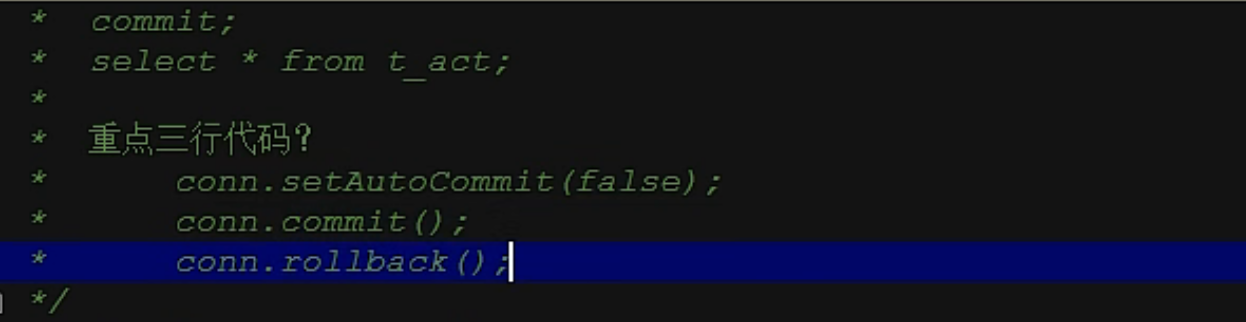 * commit;
* select * from t_act;
*
* 重点三行代码?
* conn.setAutoCommit(false);
* conn.commit();
* conn.rollback();
*/